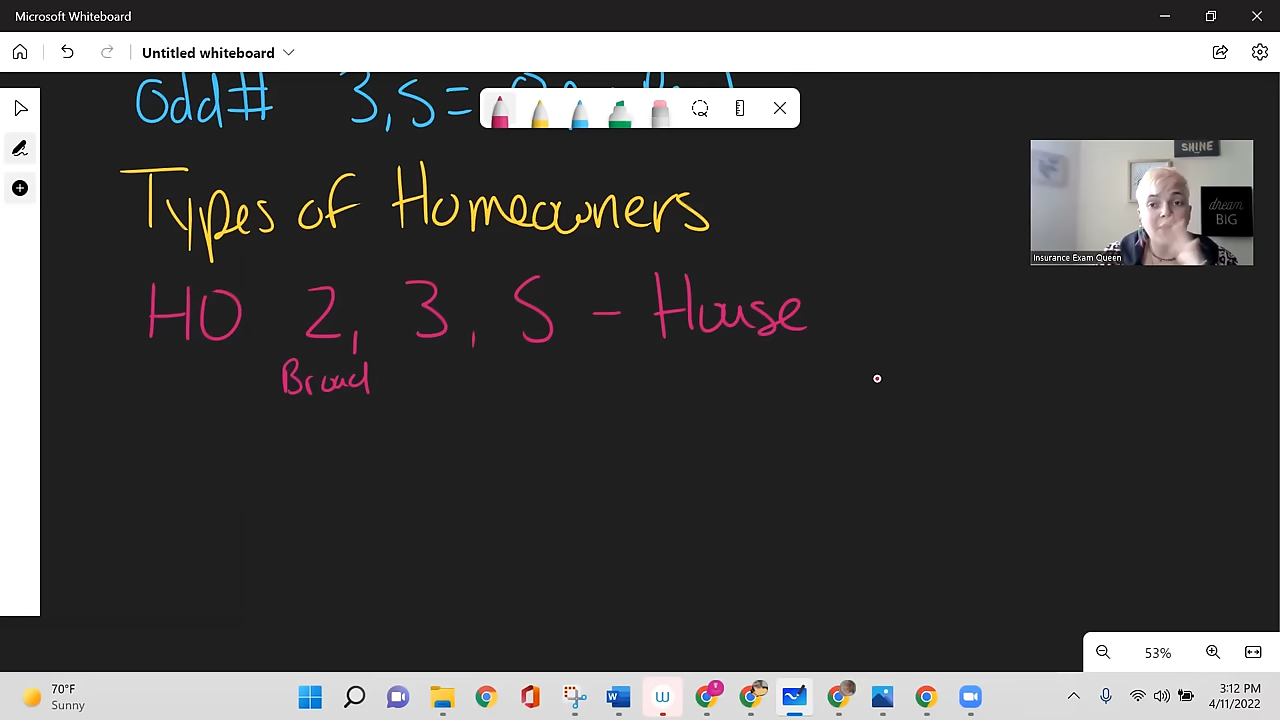 Microsoft Whiteboard
Untitled whiteboard
Odd# 3,5 =
SHINE
dream
BIG
Insurance Exam Queen
Types of Homeowners
HO 2, 3, 5 - House
Broad
53%
70°F
Sunny
3:12 PM
4/11/2022